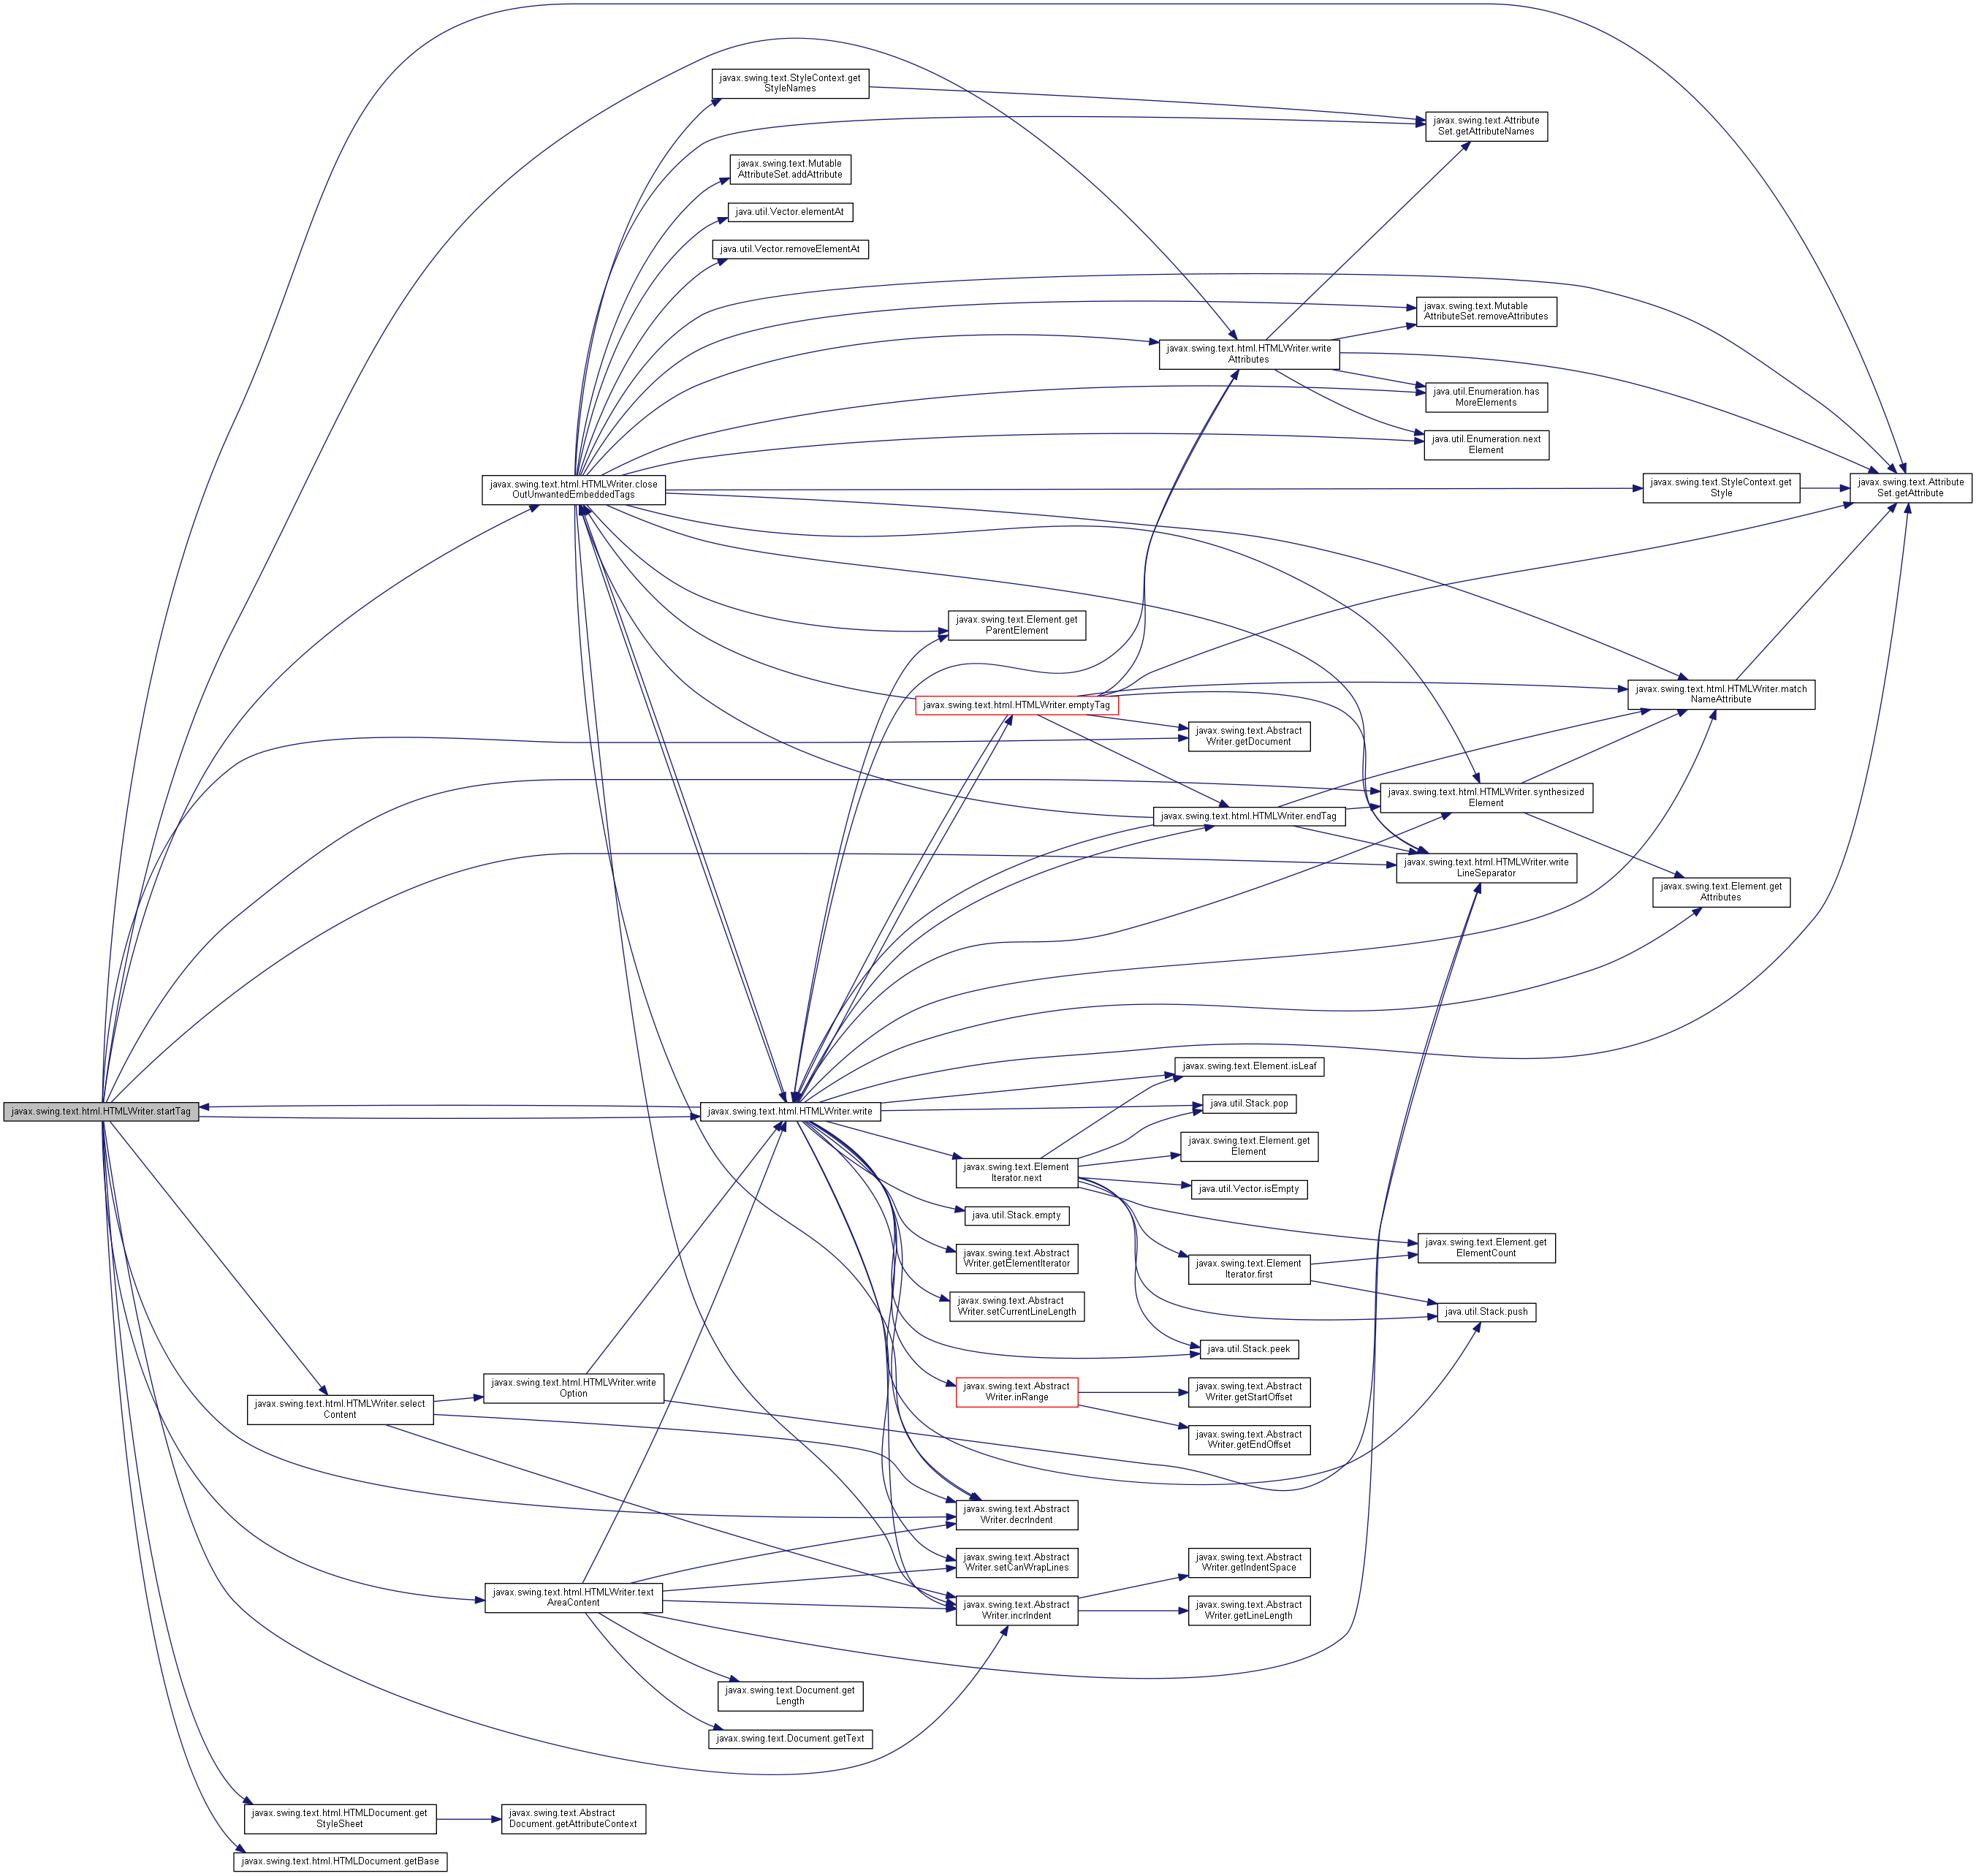 javax.swing.text.StyleContext.get
StyleNames
javax.swing.text.Attribute
Set.getAttributeNames
javax.swing.text.Mutable
AttributeSet.addAttribute
java.util.Vector.elementAt
java.util.Vector.removeElementAt
javax.swing.text.Mutable
AttributeSet.removeAttributes
javax.swing.text.html.HTMLWriter.write
Attributes
java.util.Enumeration.has
MoreElements
java.util.Enumeration.next
Element
javax.swing.text.html.HTMLWriter.close
OutUnwantedEmbeddedTags
javax.swing.text.StyleContext.get
Style
javax.swing.text.Attribute
Set.getAttribute
javax.swing.text.Element.get
ParentElement
javax.swing.text.html.HTMLWriter.match
NameAttribute
javax.swing.text.html.HTMLWriter.emptyTag
javax.swing.text.Abstract
Writer.getDocument
javax.swing.text.html.HTMLWriter.synthesized
Element
javax.swing.text.html.HTMLWriter.endTag
javax.swing.text.html.HTMLWriter.write
LineSeparator
javax.swing.text.Element.get
Attributes
javax.swing.text.Element.isLeaf
javax.swing.text.html.HTMLWriter.startTag
javax.swing.text.html.HTMLWriter.write
java.util.Stack.pop
javax.swing.text.Element.get
Element
javax.swing.text.Element
Iterator.next
java.util.Vector.isEmpty
java.util.Stack.empty
javax.swing.text.Abstract
Writer.getElementIterator
javax.swing.text.Element.get
ElementCount
javax.swing.text.Element
Iterator.first
javax.swing.text.Abstract
Writer.setCurrentLineLength
java.util.Stack.push
java.util.Stack.peek
javax.swing.text.html.HTMLWriter.write
Option
javax.swing.text.Abstract
Writer.inRange
javax.swing.text.Abstract
Writer.getStartOffset
javax.swing.text.html.HTMLWriter.select
Content
javax.swing.text.Abstract
Writer.getEndOffset
javax.swing.text.Abstract
Writer.decrIndent
javax.swing.text.Abstract
Writer.setCanWrapLines
javax.swing.text.Abstract
Writer.getIndentSpace
javax.swing.text.html.HTMLWriter.text
AreaContent
javax.swing.text.Abstract
Writer.incrIndent
javax.swing.text.Abstract
Writer.getLineLength
javax.swing.text.Document.get
Length
javax.swing.text.Document.getText
javax.swing.text.html.HTMLDocument.get
StyleSheet
javax.swing.text.Abstract
Document.getAttributeContext
javax.swing.text.html.HTMLDocument.getBase